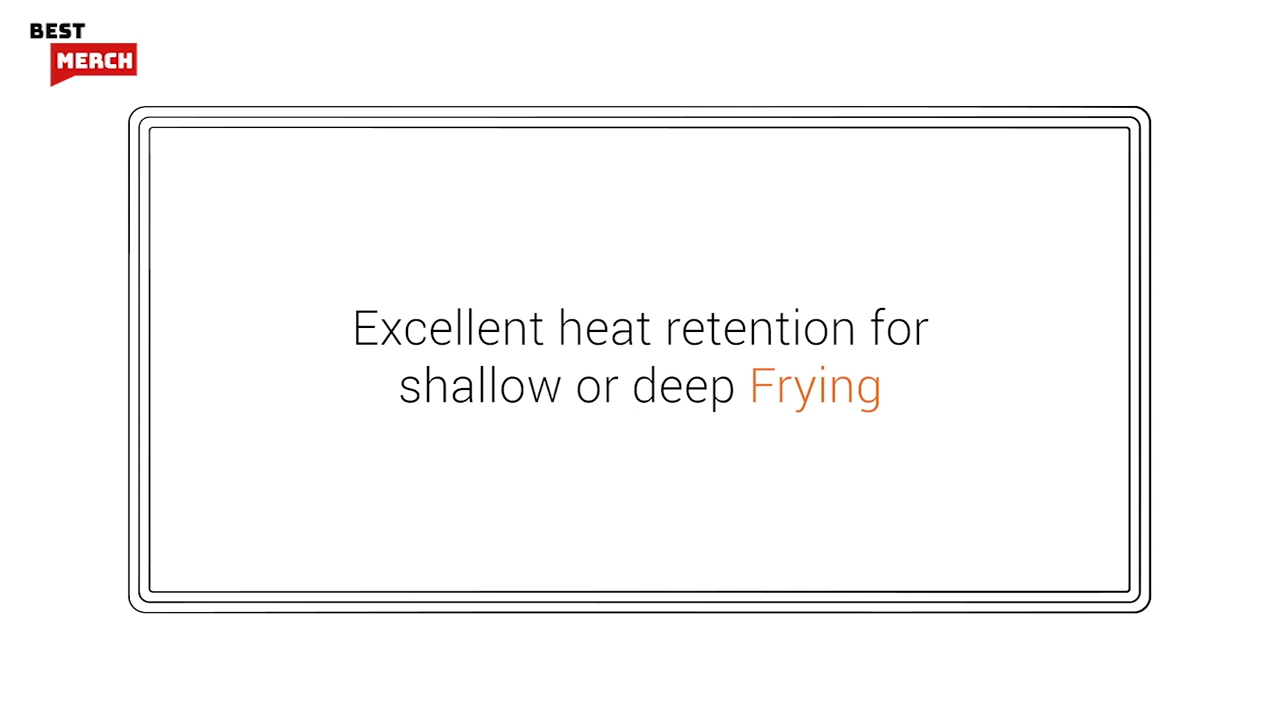 BEST
MERCH
Excellent heat retention for
shallow or deep Frying